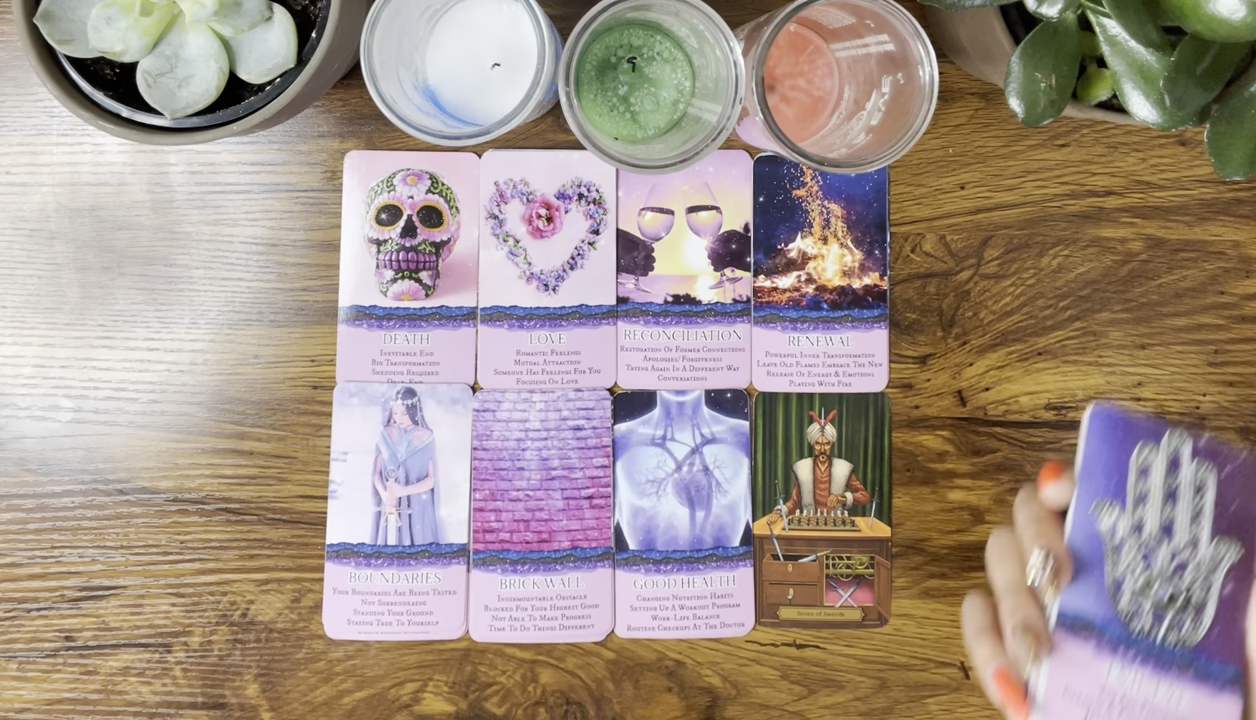 DEATH
INEVITABLE END
BIG TRANSFORMATION
SHEDDING REQUIRED
DEAD END
LOVE
ROMANTIC FEELINGS
MUTUAL ATTRACTION
SOMEONE HAS FEELINGS FOR YOU
FOCUSING ON LOVE
RECONCILIATION
RESTORATION OF FORMER CONNECTIONS
APOLOGIES/ FORGIVENESS
TRYING AGAIN IN A DIFFERENT WAY
CONVERSATIONS
RENEWAL
POWERFUL INNER TRANSFORMATION
LEAVE OLD FLAMES EMBRACE THE NEW
RELEASE OF ENERGY & EMOTIONS
PLAYING WITH FIRE
BOUNDARIES
YOUR BOUNDARIES ARE BEING TESTED
NOT SURRENDERING
STANDING YOUR GROUND
STAYING TRUE TO YOURSELF
BRICK WALL
INSURMOUNTABLE OBSTACLE
BLOCKED FOR YOUR HIGHEST GOOD
NOT ABLE TO MAKE PROGRESS
TIME TO DO THINGS DIFFERENT
GOOD HEALTH
CHANGING NUTRITION HABITS
SETTING UP A WORKOUT PROGRAM
WORK-LIFE BALANCE
ROUTINE CHECKUPS AT THE DOCTOR
Seven of Swords